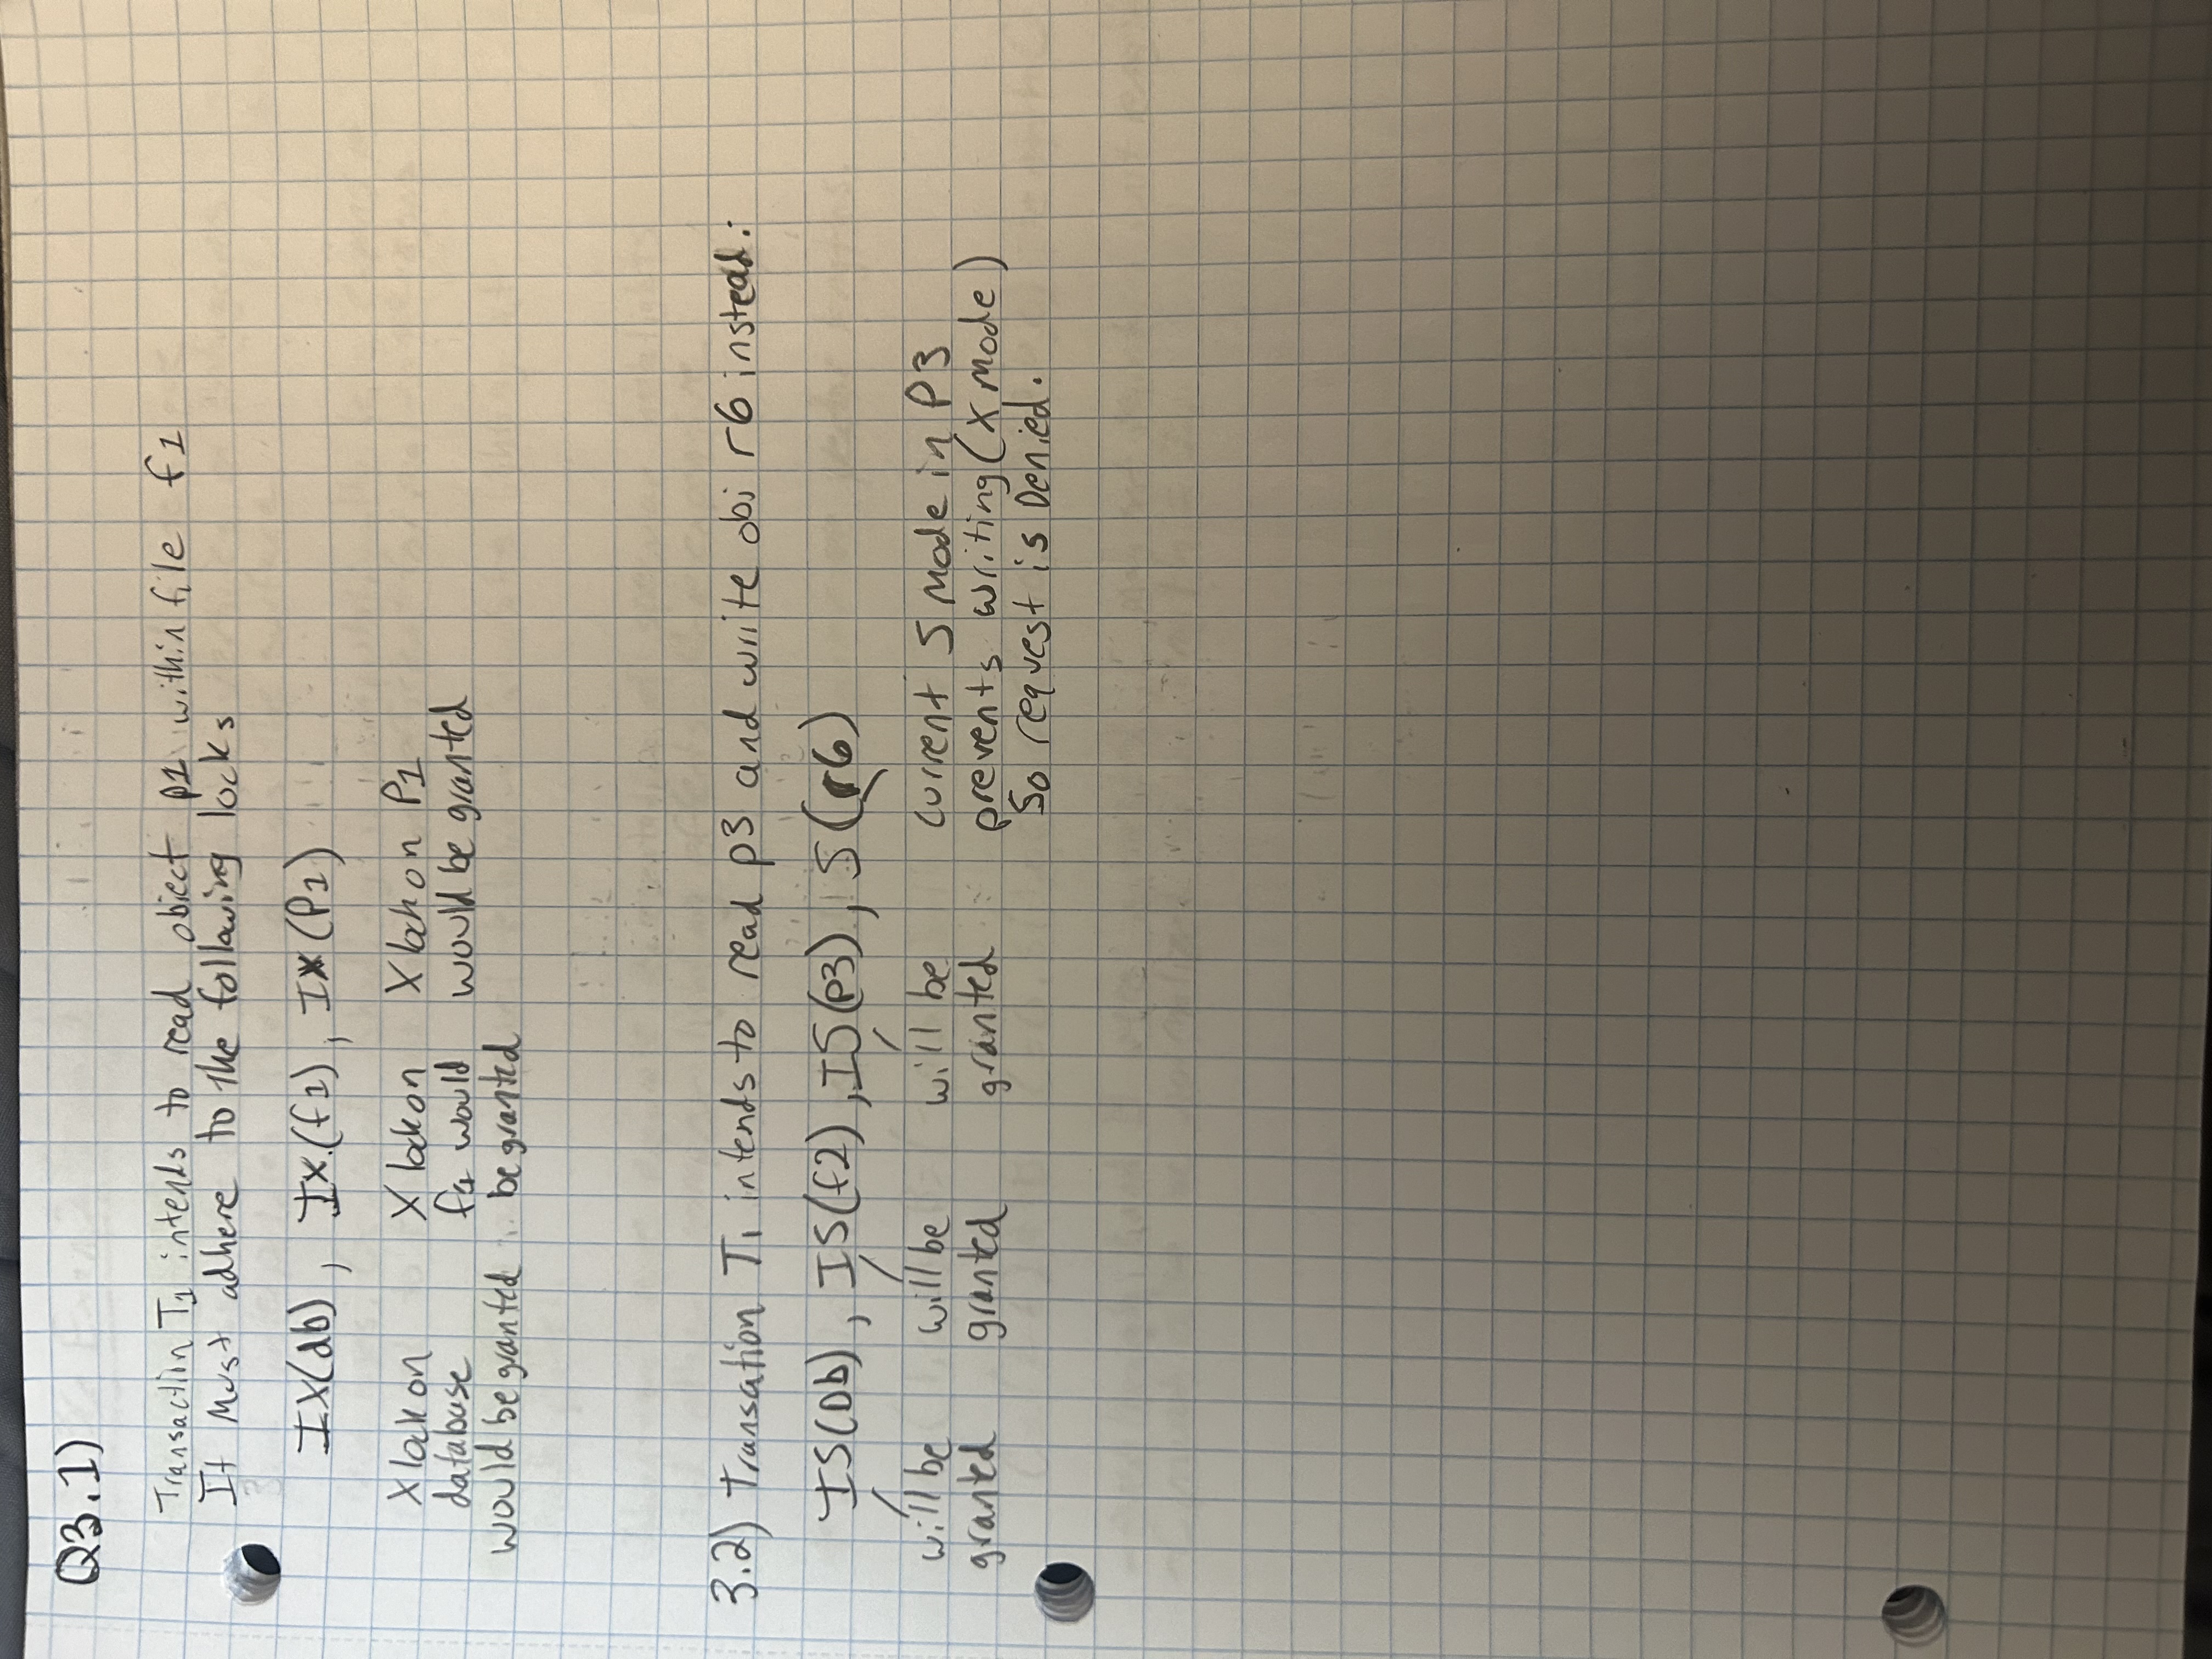 Q3.1)
Transaction T1 intends to read object p1 within file f1
It Must adhere to the following locks
IX(db), IX.(f1), IX(P1)
X lock on X lock on X lock on P1
database f4 would would be granted
would be granted be granted
3.2) Transation T1 intends to read p3 and write obj r6 instead:
IS(Db), IS(f2), IS(p3), S(r6)
will be will be will be current S mode in P3
granted granted granted prevents writing (X mode)
So request is Denied.